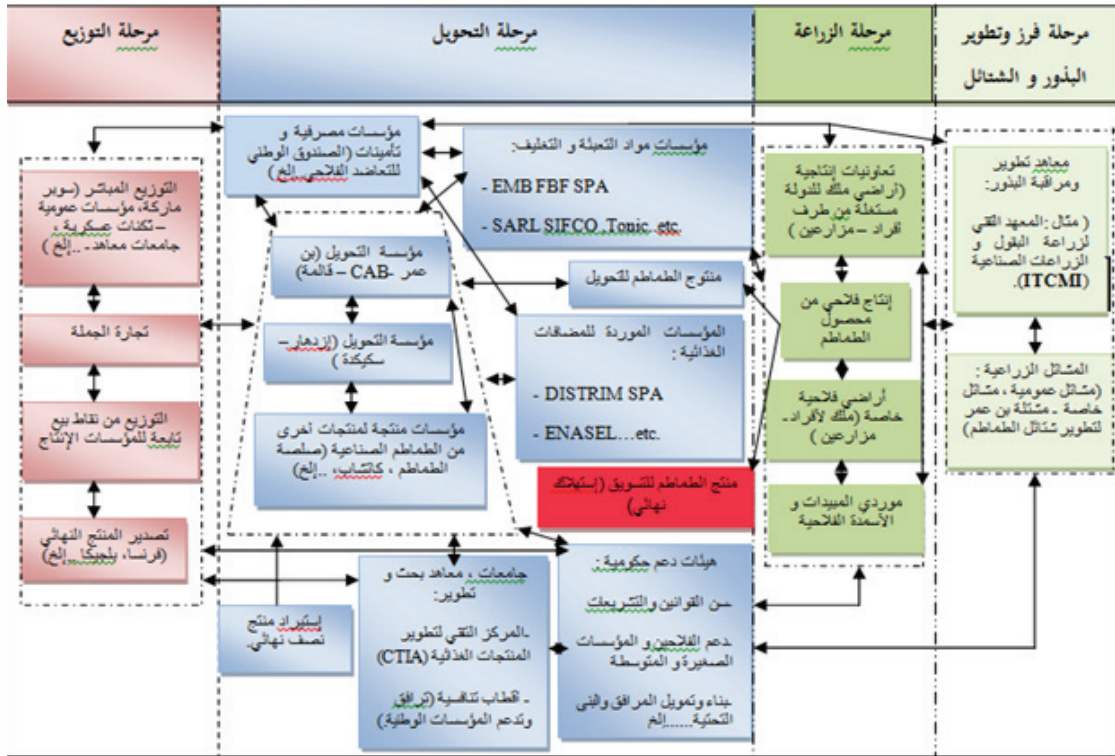 مرحلة فرز وتطوير
البذور و الشتائل
مرحلة الزراعة
مرحلة التحويل
مرحلة التوزيع
معاهد تطوير
ومراقبة البذور:
( مثال :المعهد التقي
لزراعة البقول و
الزراعات الصناعية
(ITCMI).
المشاتل الزراعية :
(مشاتل عمومية ، مشاتل
خاصة - مشتلة بن عمر
لتطوير شتائل الطماطم)
تعاونيات إنتاجية
(أراضي ملك للدولة
مستغلة من طرف
أفراد – مزارعين )
إنتاج فلاحي من
محصول
الطماطم
أراضي فلاحية
خاصة (ملك لأفراد-
مزارعين )
موردي المبيدات و
الأسمدة الفلاحية
مؤسسات مصرفية و
تأمينات (الصندوق الوطني
للتعاضد الفلاحي...إلخ)
مؤسسات مواد التعبئة و التغليف:
- EMB FBF SPA
- SARL SIFCO .Tonic..etc.
مؤسسة التحويل (بن
عمر -CAB – قالمة)
منتوج الطماطم للتحويل
مؤسسة التحويل (إزدهار –
سكيكدة )
المؤسسات الموردة للمضافات
الغذائية :
- DISTRIM SPA
- ENASEL…etc.
مؤسسات منتجة لمنتجات أخرى
من الطماطم الصناعية (صلصة
الطماطم ، كاتشاب، ...إلخ)
منتج الطماطم للتسويق (إستهلاك
نهائي)
هيئات دعم حكومية :
-سن القوانين والتشريعات
-دعم الفلاحين و المؤسسات
الصغيرة و المتوسطة
-بناء وتمويل المرافق والبنى
التحتية......إلخ
جامعات ، معاهد بحث و
تطوير:
-المركز التقي لتطوير
المنتجات الغذائية (CTIA)
- أقطاب تنافسية (ترافق
وتدعم المؤسسات الوطنية.)
إستيراد منتج
نصف نهائي.
التوزيع المباشر (سوبر
ماركة، مؤسسات عمومية
– ثكنات عسكرية ،
جامعات معاهد- ...إلخ )
تجارة الجملة
التوزيع من نقاط بيع
تابعة للمؤسسات الإنتاج
تصدير المنتج النهائي
(فرنسا، بلجيكا...إلخ)